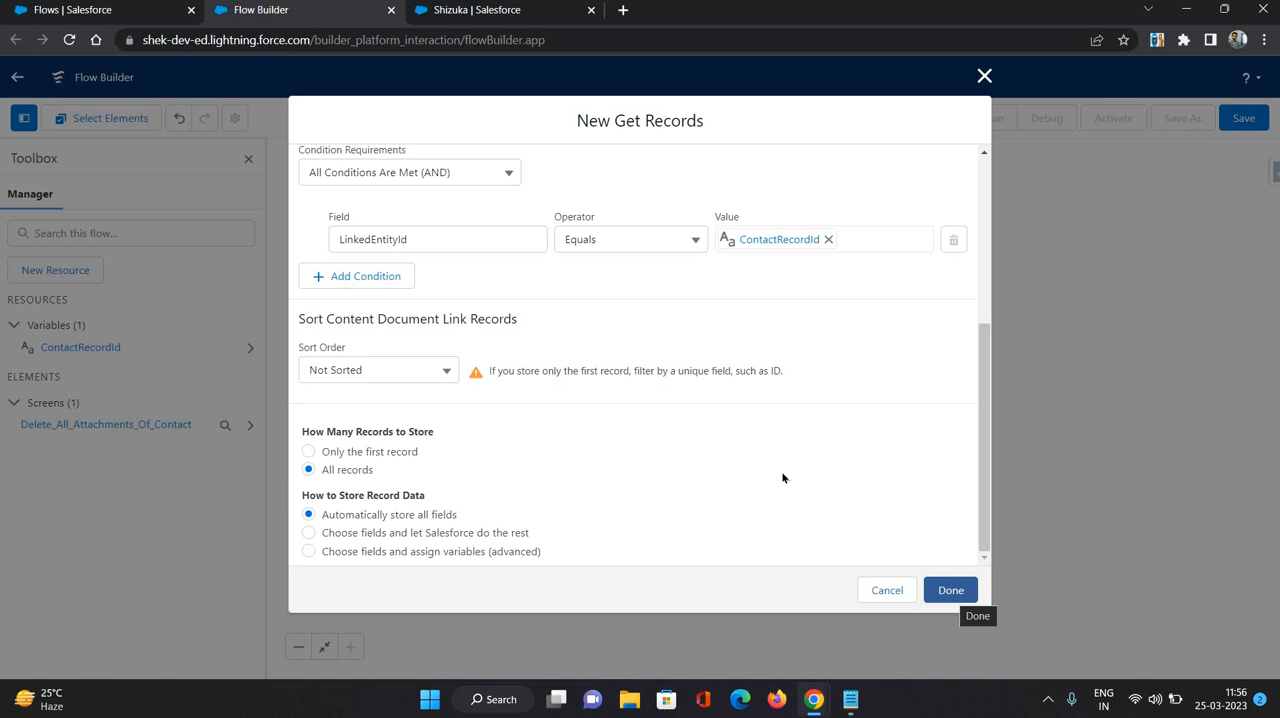 Flows | Salesforce
Flow Builder
Shizuka | Salesforce
shek-dev-ed.lightning.force.com/builder_platform_interaction/flowBuilder.app
Flow Builder
?
Select Elements
Debug
Activate
Save As
Save
Toolbox
Manager
Search this flow...
New Resource
RESOURCES
Variables (1)
Aa ContactRecordId
ELEMENTS
Screens (1)
Delete_All_Attachments_Of_Contact
New Get Records
Condition Requirements
All Conditions Are Met (AND)
Field
Operator
Value
LinkedEntityId
Equals
Aa ContactRecordId
+ Add Condition
Sort Content Document Link Records
Sort Order
Not Sorted
If you store only the first record, filter by a unique field, such as ID.
How Many Records to Store
Only the first record
All records
How to Store Record Data
Automatically store all fields
Choose fields and let Salesforce do the rest
Choose fields and assign variables (advanced)
Cancel
Done
Done
25°C
Haze
Search
ENG
IN
11:56
25-03-2023
2